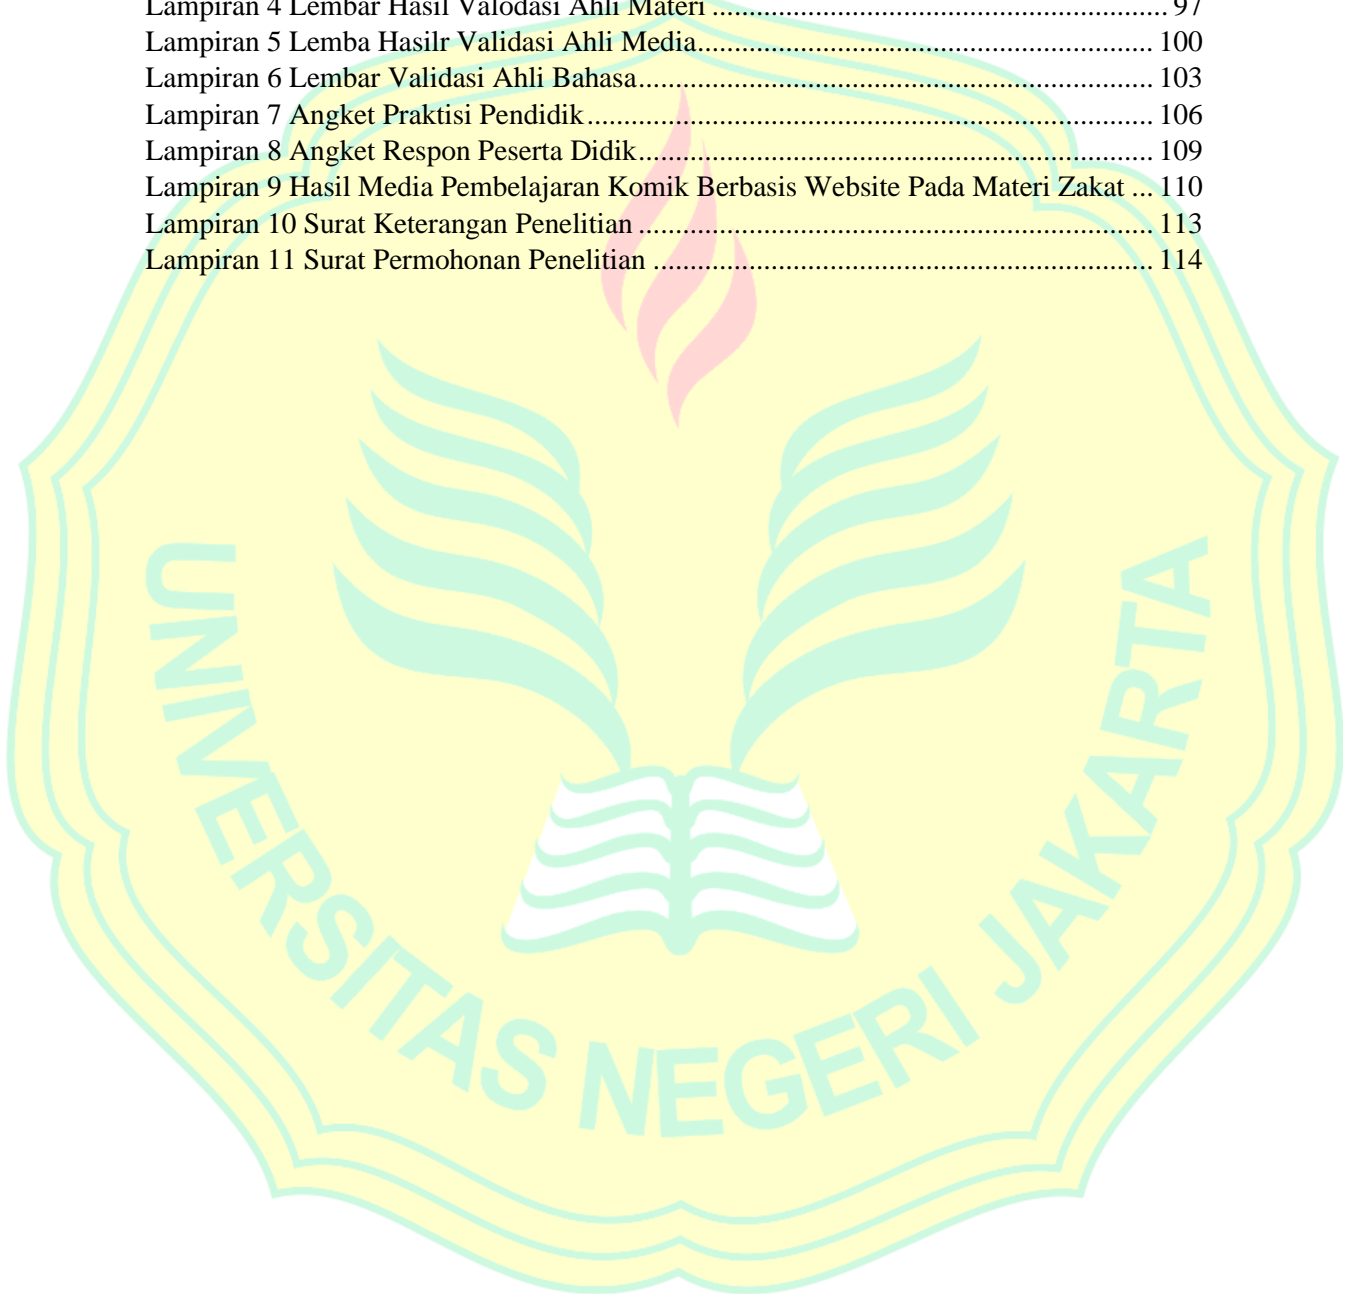 Lampiran 4 Lembar Hasil Valodasi Ahli Materi ................................................................ 97
Lampiran 5 Lemba Hasilr Validasi Ahli Media................................................................ 100
Lampiran 6 Lembar Validasi Ahli Bahasa........................................................................ 103
Lampiran 7 Angket Praktisi Pendidik............................................................................... 106
Lampiran 8 Angket Respon Peserta Didik........................................................................ 109
Lampiran 9 Hasil Media Pembelajaran Komik Berbasis Website Pada Materi Zakat ... 110
Lampiran 10 Surat Keterangan Penelitian ........................................................................ 113
Lampiran 11 Surat Permohonan Penelitian ...................................................................... 114
UNIVERSITAS NEGERI JAKARTA